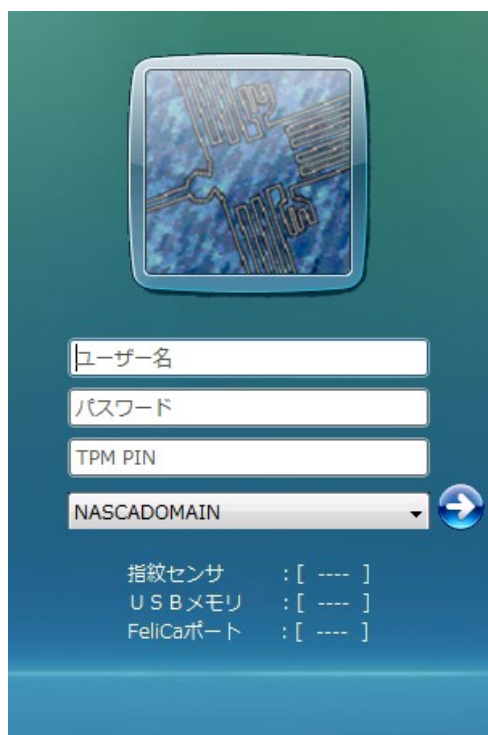 ユーザー名
パスワード
TPM PIN
NASCADOMAIN
指紋センサ :[ ---- ]
ＵＳＢメモリ :[ ---- ]
FeliCaポート :[ ---- ]